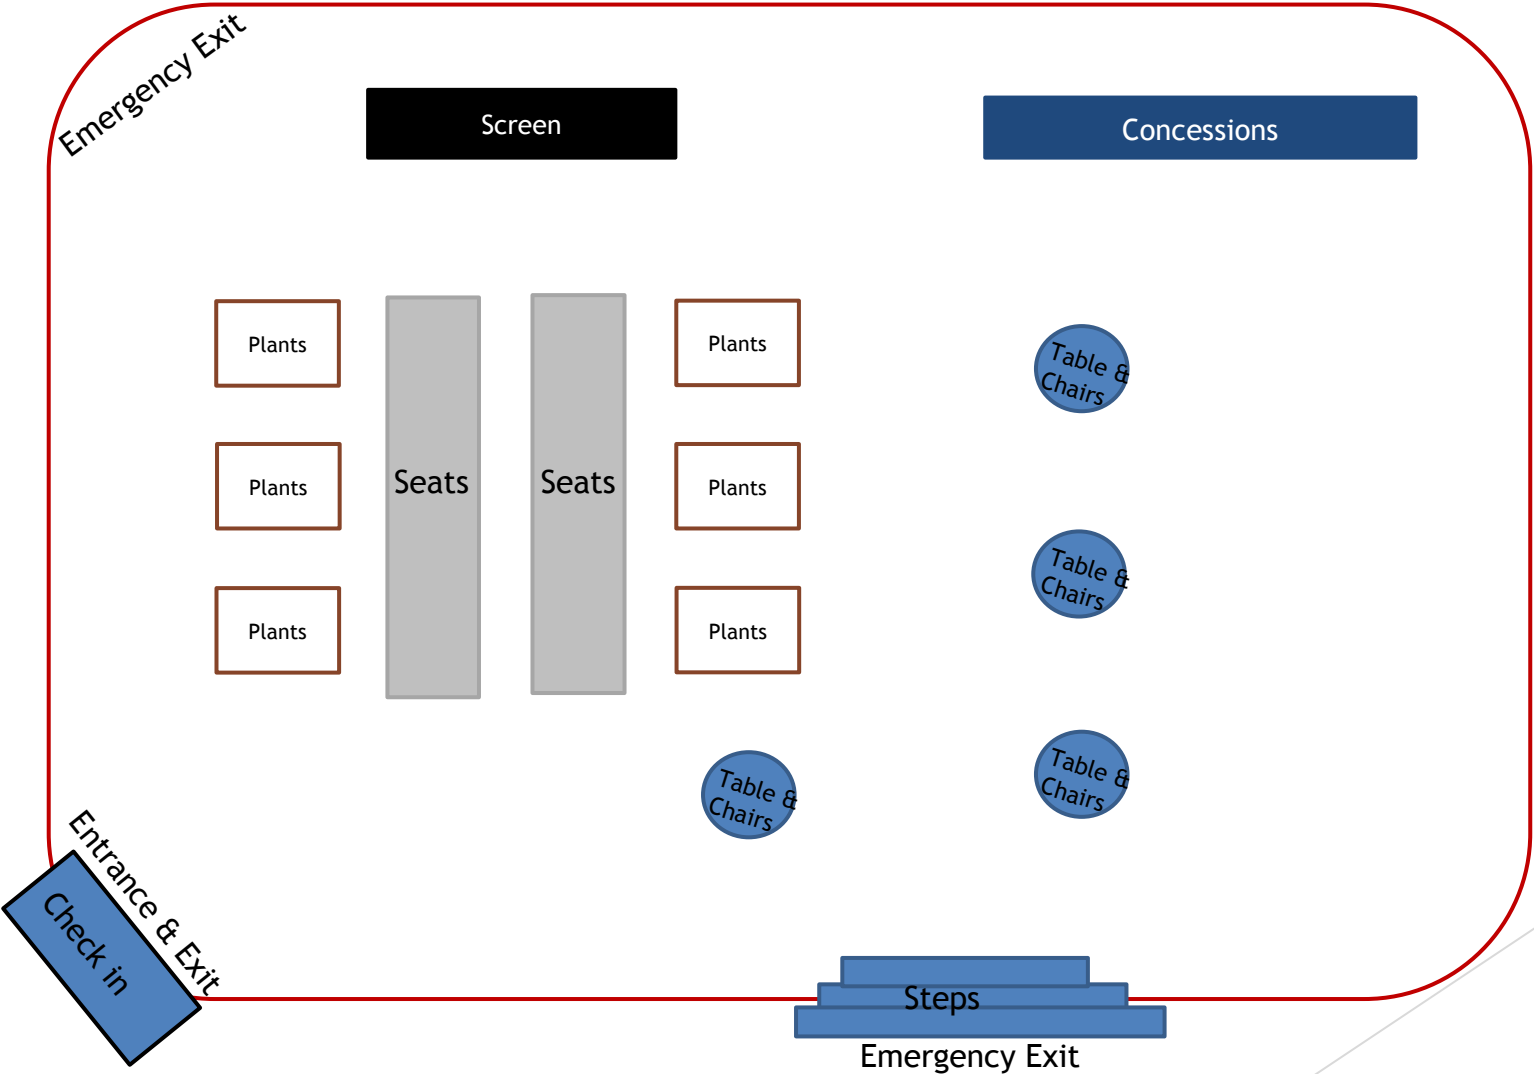 Emergency Exit
Screen
Concessions
Plants
Plants
Table &
Chairs
Seats
Seats
Plants
Plants
Table &
Chairs
Plants
Plants
Table &
Chairs
Table &
Chairs
Entrance & Exit
Check in
Steps
Emergency Exit